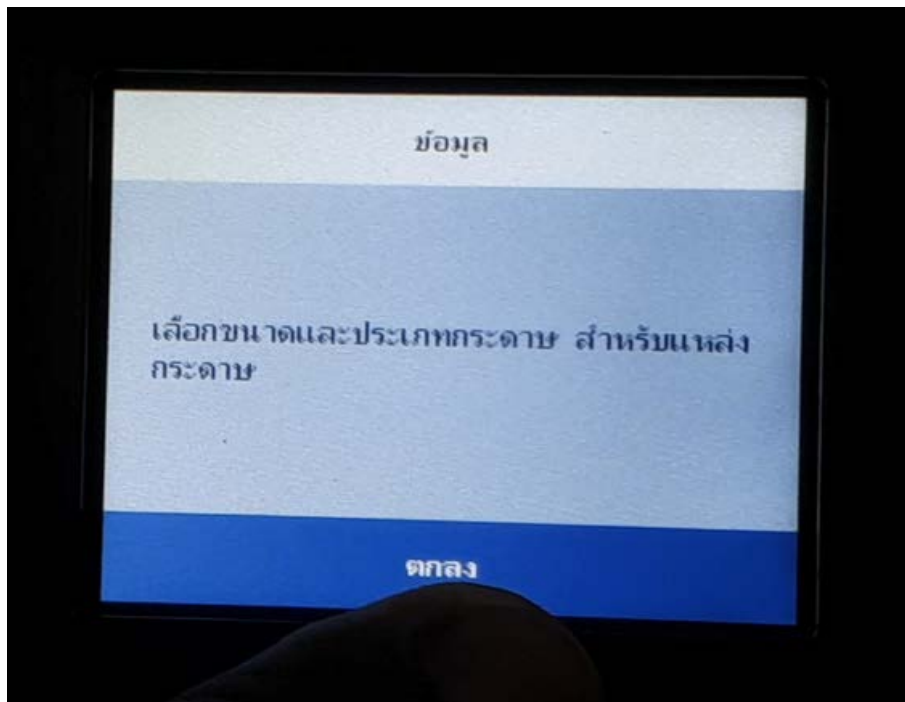 ข้อมูล
เลือกขนาดและประเภทกระดาษ สำหรับแหล่ง
กระดาษ
ตกลง